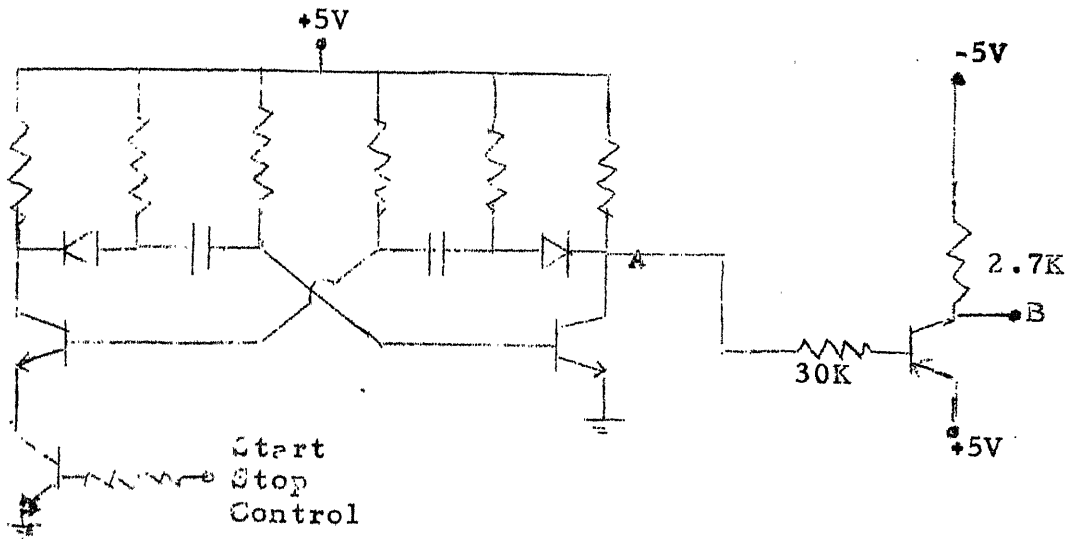 +5V
-5V
A
2.7K
B
30K
+5V
Start
Stop
Control